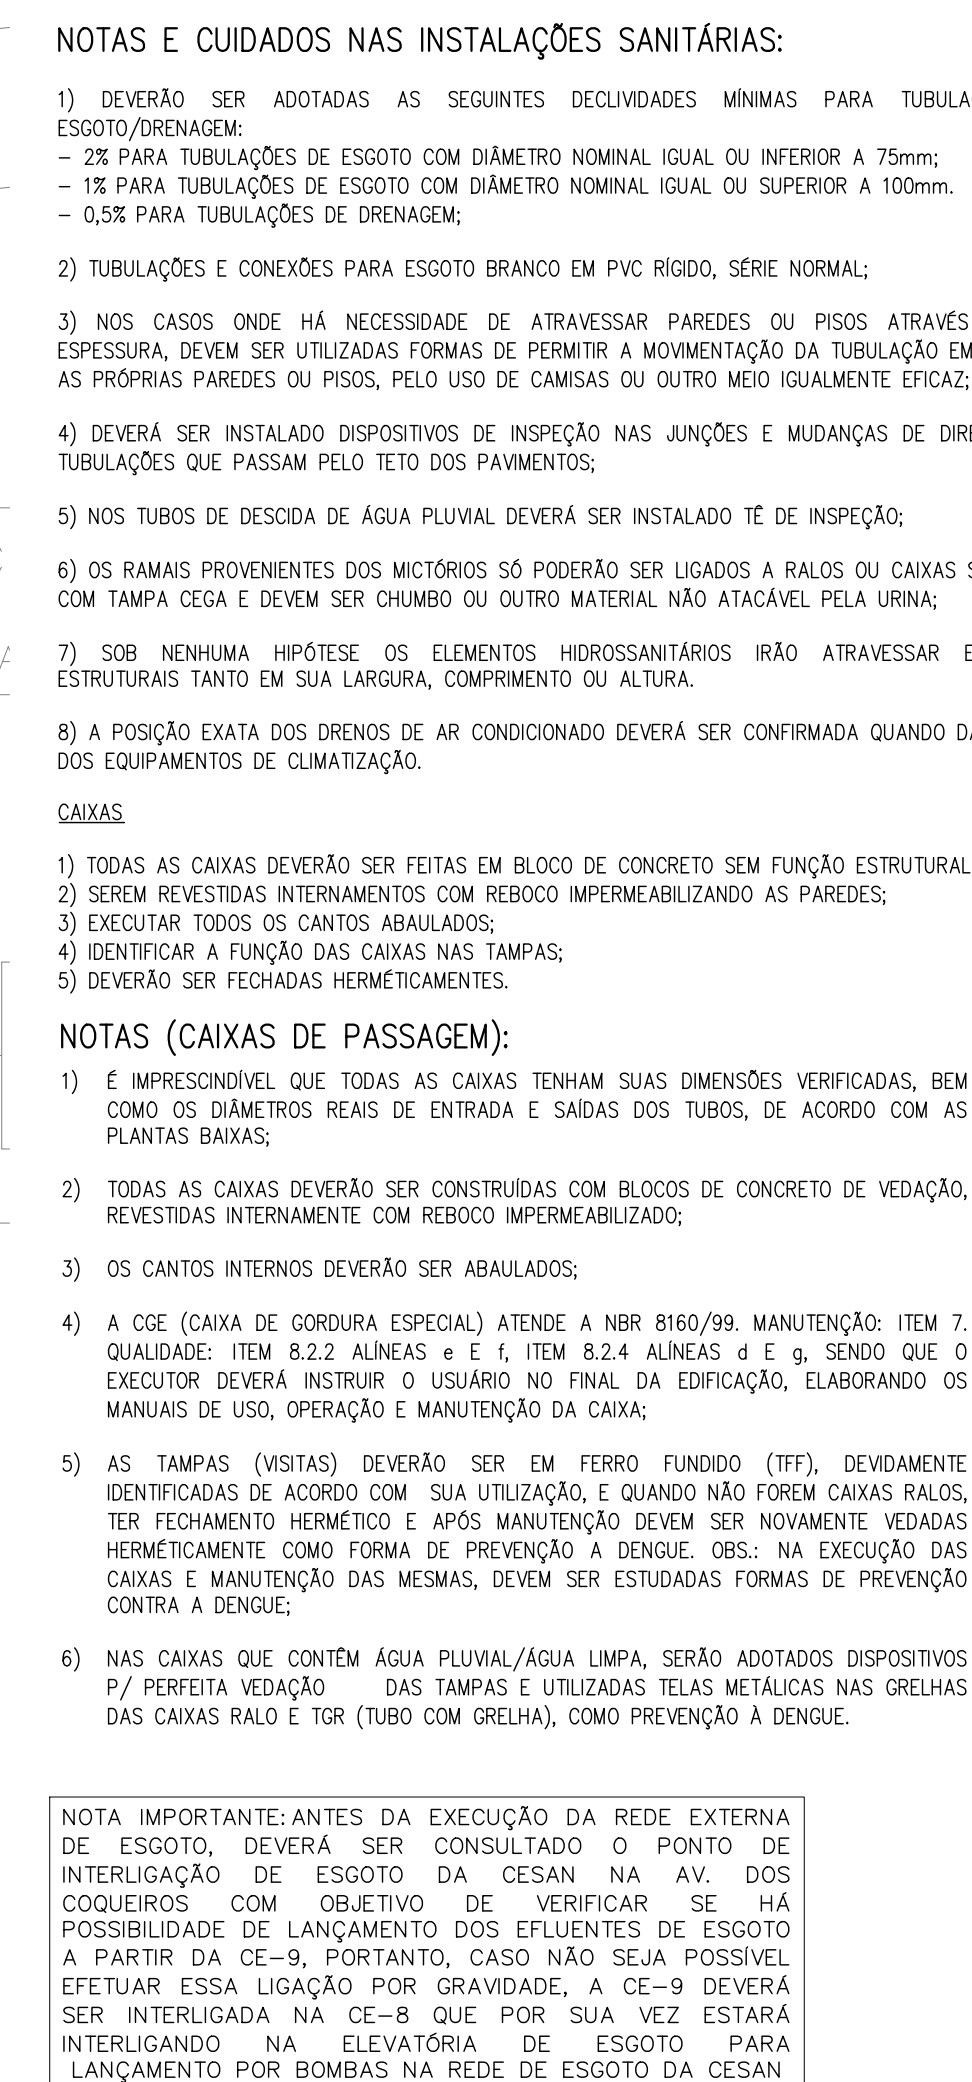 NOTAS E CUIDADOS NAS INSTALAÇÕES SANITÁRIAS:
1) DEVERÃO SER ADOTADAS AS SEGUINTES DECLIVIDADES MÍNIMAS PARA
ESGOTO/DRENAGEM:
– 2% PARA TUBULAÇÕES DE ESGOTO COM DIÂMETRO NOMINAL IGUAL OU INFERIOR A 75mm;
– 1% PARA TUBULAÇÕES DE ESGOTO COM DIÂMETRO NOMINAL IGUAL OU SUPERIOR A 100mm.
– 0,5% PARA TUBULAÇÕES DE DRENAGEM;
2) TUBULAÇÕES E CONEXÕES PARA ESGOTO BRANCO EM PVC RÍGIDO, SÉRIE NORMAL;
3) NOS CASOS ONDE HÁ NECESSIDADE DE ATRAVESSAR PAREDES OU PISOS ATRAVÉS
ESPESSURA, DEVEM SER UTILIZADAS FORMAS DE PERMITIR A MOVIMENTAÇÃO DA TUBULAÇÃO EM
AS PRÓPRIAS PAREDES OU PISOS, PELO USO DE CAMISAS OU OUTRO MEIO IGUALMENTE EFICAZ;
4) DEVERÁ SER INSTALADO DISPOSITIVOS DE INSPEÇÃO NAS JUNÇÕES E MUDANÇAS DE
TUBULAÇÕES QUE PASSAM PELO TETO DOS PAVIMENTOS;
5) NOS TUBOS DE DESCIDA DE ÁGUA PLUVIAL DEVERÁ SER INSTALADO TÊ DE INSPEÇÃO;
6) OS RAMAIS PROVENIENTES DOS MICTÓRIOS SÓ PODERÃO SER LIGADOS A RALOS OU CAIXAS
COM TAMPA CEGA E DEVEM SER CHUMBO OU OUTRO MATERIAL NÃO ATACÁVEL PELA URINA;
7) SOB NENHUMA HIPÓTESE OS ELEMENTOS HIDROSSANITÁRIOS IRÃO ATRAVESSAR
ESTRUTURAIS TANTO EM SUA LARGURA, COMPRIMENTO OU ALTURA.
8) A POSIÇÃO EXATA DOS DRENOS DE AR CONDICIONADO DEVERÁ SER CONFIRMADA QUANDO
DOS EQUIPAMENTOS DE CLIMATIZAÇÃO.
CAIXAS
1) TODAS AS CAIXAS DEVERÃO SER FEITAS EM BLOCO DE CONCRETO SEM FUNÇÃO ESTRUTURAL
2) SEREM REVESTIDAS INTERNAMENTOS COM REBOCO IMPERMEABILIZANDO AS PAREDES;
3) EXECUTAR TODOS OS CANTOS ABAULADOS;
4) IDENTIFICAR A FUNÇÃO DAS CAIXAS NAS TAMPAS;
5) DEVERÃO SER FECHADAS HERMÉTICAMENTES.
NOTAS (CAIXAS DE PASSAGEM):
1) É IMPRESCINDÍVEL QUE TODAS AS CAIXAS TENHAM SUAS DIMENSÕES VERIFICADAS, BEM
COMO OS DIÂMETROS REAIS DE ENTRADA E SAÍDAS DOS TUBOS, DE ACORDO COM AS
PLANTAS BAIXAS;
2) TODAS AS CAIXAS DEVERÃO SER CONSTRUÍDAS COM BLOCOS DE CONCRETO DE VEDAÇÃO,
REVESTIDAS INTERNAMENTE COM REBOCO IMPERMEABILIZADO;
3) OS CANTOS INTERNOS DEVERÃO SER ABAULADOS;
4) A CGE (CAIXA DE GORDURA ESPECIAL) ATENDE A NBR 8160/99. MANUTENÇÃO: ITEM 7.
QUALIDADE: ITEM 8.2.2 ALÍNEAS e E f, ITEM 8.2.4 ALÍNEAS d E g, SENDO QUE O
EXECUTOR DEVERÁ INSTRUIR O USUÁRIO NO FINAL DA EDIFICAÇÃO, ELABORANDO OS
MANUAIS DE USO, OPERAÇÃO E MANUTENÇÃO DA CAIXA;
5) AS TAMPAS (VISITAS) DEVERÃO SER EM FERRO FUNDIDO (TFF), DEVIDAMENTE
IDENTIFICADAS DE ACORDO COM SUA UTILIZAÇÃO, E QUANDO NÃO FOREM CAIXAS RALOS,
TER FECHAMENTO HERMÉTICO E APÓS MANUTENÇÃO DEVEM SER NOVAMENTE VEDADAS
HERMÉTICAMENTE COMO FORMA DE PREVENÇÃO A DENGUE. OBS.: NA EXECUÇÃO DAS
CAIXAS E MANUTENÇÃO DAS MESMAS, DEVEM SER ESTUDADAS FORMAS DE PREVENÇÃO
CONTRA A DENGUE;
6) NAS CAIXAS QUE CONTÊM ÁGUA PLUVIAL/ÁGUA LIMPA, SERÃO ADOTADOS DISPOSITIVOS
P/ PERFEITA VEDAÇÃO DAS TAMPAS E UTILIZADAS TELAS METÁLICAS NAS GRELHAS
DAS CAIXAS RALO E TGR (TUBO COM GRELHA), COMO PREVENÇÃO À DENGUE.
NOTA IMPORTANTE: ANTES DA EXECUÇÃO DA REDE EXTERNA
DE ESGOTO, DEVERÁ SER CONSULTADO O PONTO DE
INTERLIGAÇÃO DE ESGOTO DA CESAN NA AV. DOS
COQUEIROS COM OBJETIVO DE VERIFICAR SE HÁ
POSSIBILIDADE DE LANÇAMENTO DOS EFLUENTES DE ESGOTO
A PARTIR DA CE–9, PORTANTO, CASO NÃO SEJA POSSÍVEL
EFETUAR ESSA LIGAÇÃO POR GRAVIDADE, A CE–9 DEVERÁ
SER INTERLIGADA NA CE–8 QUE POR SUA VEZ ESTARÁ
INTERLIGANDO NA ELEVATÓRIA DE ESGOTO PARA
LANÇAMENTO POR BOMBAS NA REDE DE ESGOTO DA CESAN